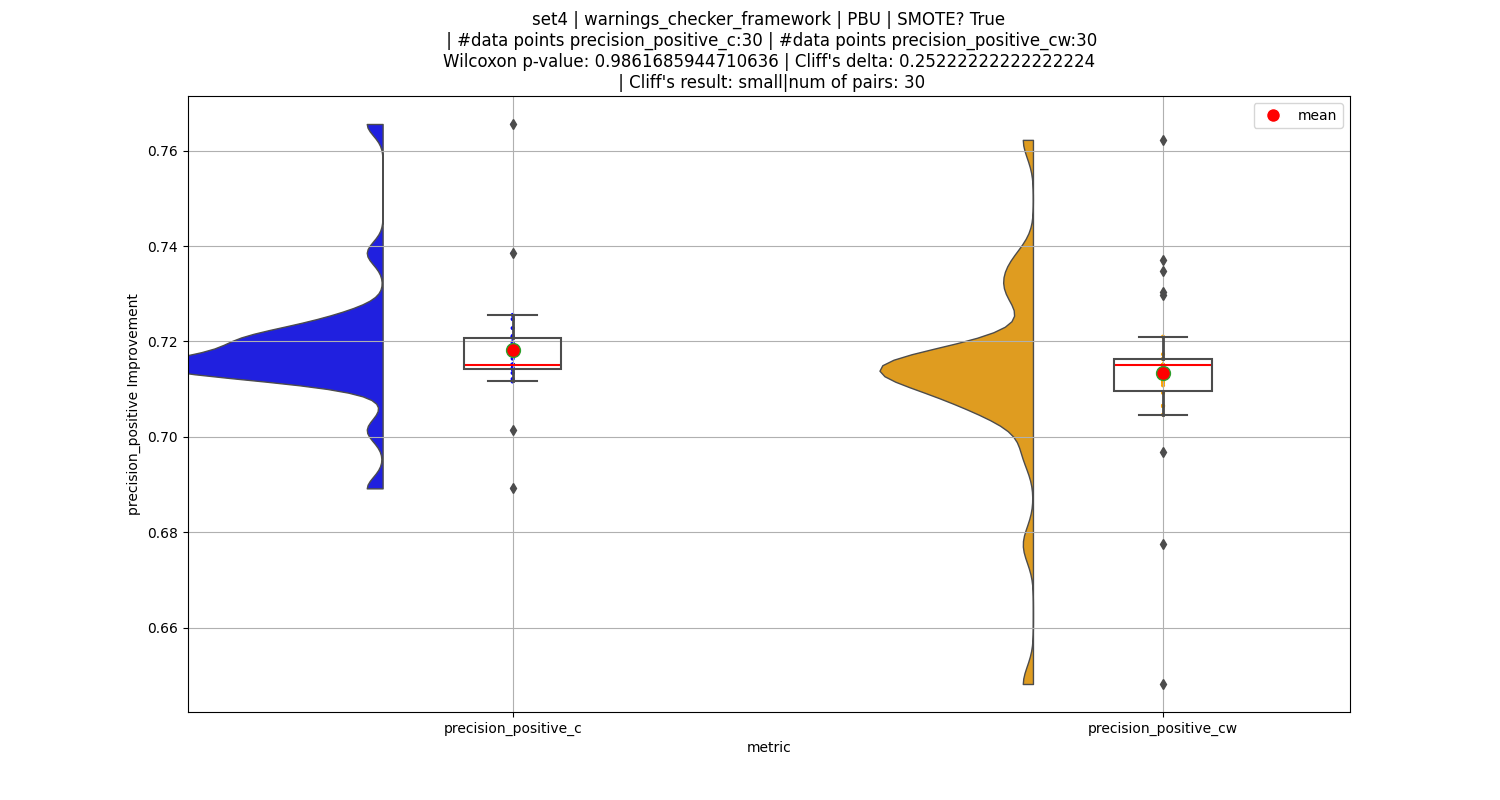 set4 | warnings_checker_framework | PBU | SMOTE? True
| #data points precision_positive_c:30 | #data points precision_positive_cw:30
Wilcoxon p-value: 0.9861685944710636 | Cliff's delta: 0.25222222222222224
| Cliff's result: small|num of pairs: 30
mean
0.76
0.74
0.72
0.70
0.68
0.66
precision_positive Improvement
precision_positive_c
precision_positive_cw
metric